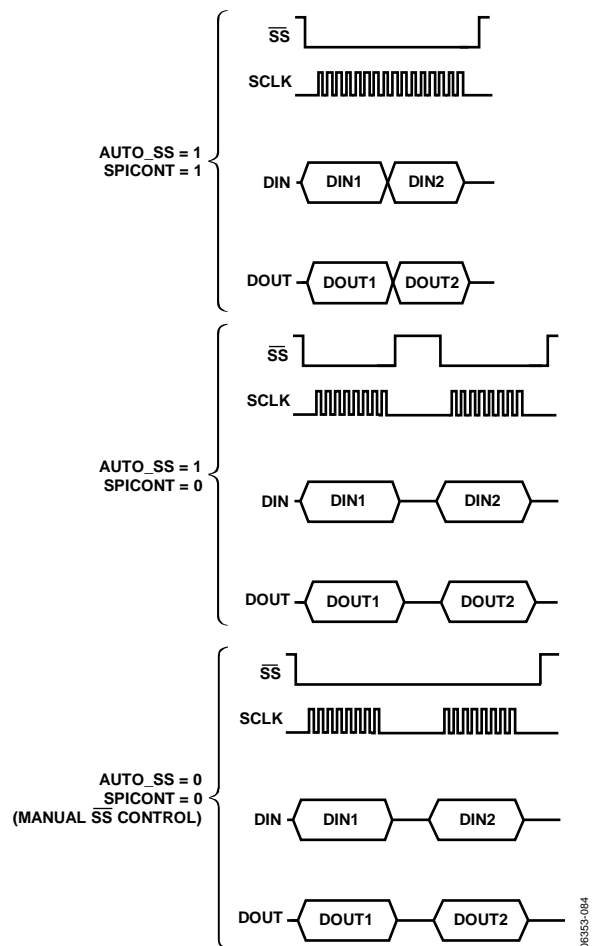 SS
SCLK
AUTO_SS = 1
SPICONT = 1
DIN DIN1 DIN2
DOUT DOUT1 DOUT2
SS
SCLK
AUTO_SS = 1
SPICONT = 0
DIN DIN1 DIN2
DOUT DOUT1 DOUT2
SS
SCLK
AUTO_SS = 0
SPICONT = 0
(MANUAL SS CONTROL)
DIN DIN1 DIN2
DOUT DOUT1 DOUT2
06353-084